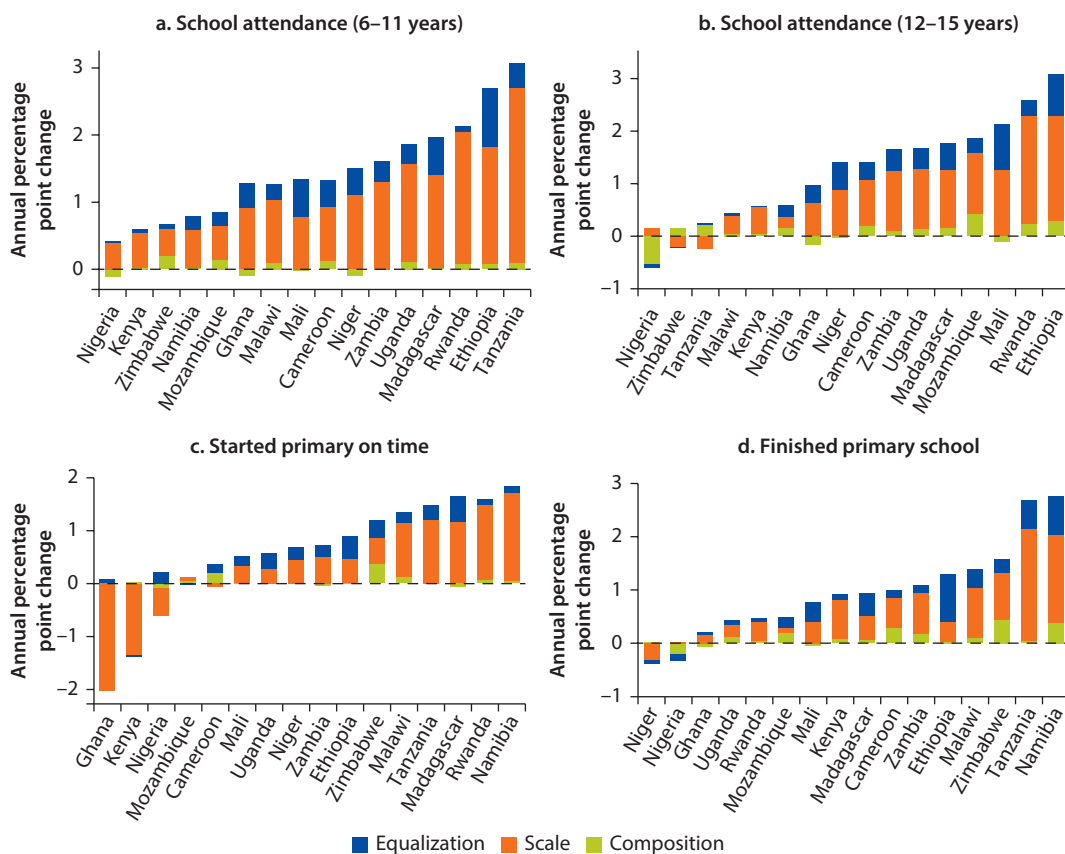 a. School attendance (6–11 years)
Annual percentage
point change
3
2
1
0
Nigeria
Kenya
Zimbabwe
Namibia
Mozambique
Ghana
Malawi
Mali
Cameroon
Niger
Zambia
Uganda
Madagascar
Rwanda
Ethiopia
Tanzania
b. School attendance (12–15 years)
Annual percentage
point change
3
2
1
0
–1
Nigeria
Zimbabwe
Tanzania
Malawi
Kenya
Namibia
Ghana
Niger
Cameroon
Zambia
Uganda
Madagascar
Mozambique
Mali
Rwanda
Ethiopia
c. Started primary on time
Annual percentage
point change
2
1
0
–1
–2
Ghana
Kenya
Nigeria
Mozambique
Cameroon
Mali
Uganda
Niger
Zambia
Ethiopia
Zimbabwe
Malawi
Tanzania
Madagascar
Rwanda
Namibia
d. Finished primary school
Annual percentage
point change
3
2
1
0
–1
Niger
Nigeria
Ghana
Uganda
Rwanda
Mozambique
Mali
Kenya
Madagascar
Cameroon
Zambia
Ethiopia
Malawi
Zimbabwe
Tanzania
Namibia
Equalization Scale Composition